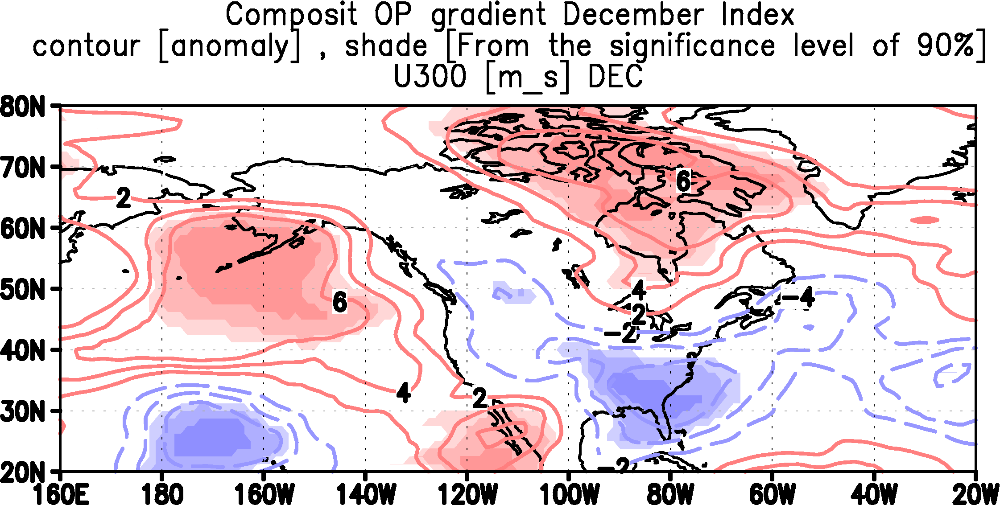 Composit OP gradient December Index
contour [anomaly] , shade [From the significance level of 90%]
U300 [m_s] DEC
80N
70N
60N
50N
40N
30N
20N
160E 180 160W 140W 120W 100W 80W 60W 40W 20W
6
2
4
-4
6
2
-2
4
2
-2